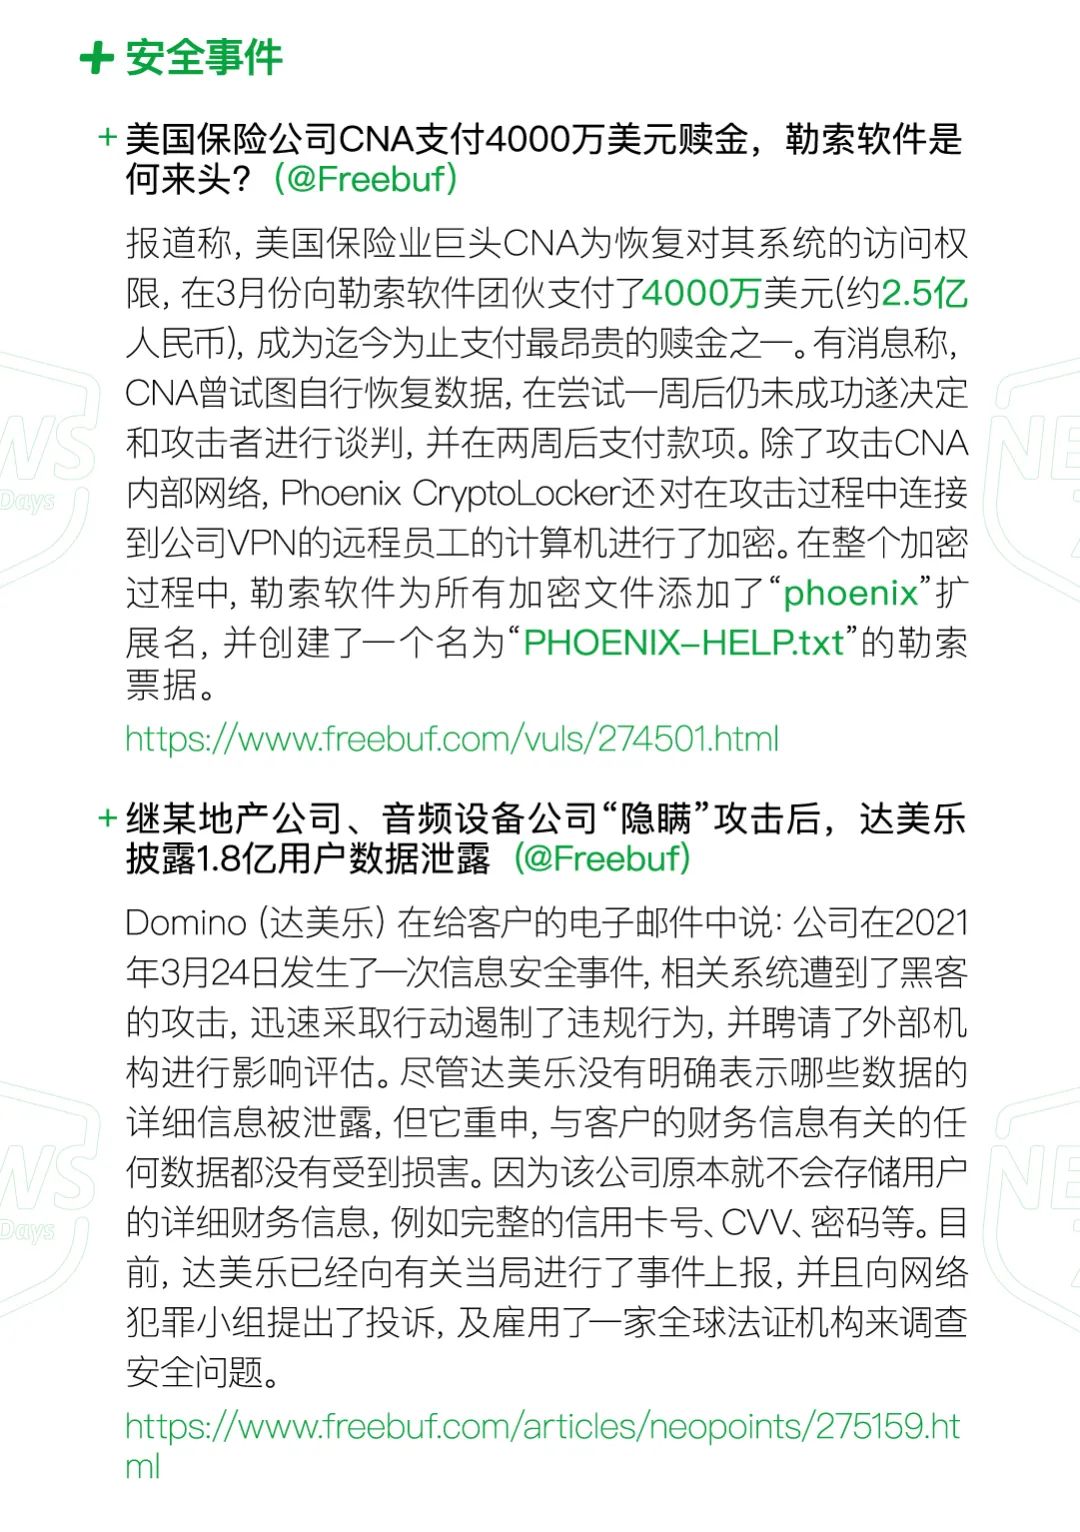 安全事件
+ 美国保险公司CNA支付4000万美元赎金，勒索软件是
何来头？（@Freebuf）
报道称，美国保险业巨头CNA为恢复对其系统的访问权
限，在3月份向勒索软件团伙支付了4000万美元(约2.5亿
人民币)，成为迄今为止支付最昂贵的赎金之一。有消息称，
CNA曾试图自行恢复数据，在尝试一周后仍未成功遂决定
和攻击者进行谈判，并在两周后支付款项。除了攻击CNA
内部网络，Phoenix CryptoLocker还对在攻击过程中连接
到公司VPN的远程员工的计算机进行了加密。在整个加密
过程中，勒索软件为所有加密文件添加了“phoenix”扩
展名，并创建了一个名为“PHOENIX-HELP.txt”的勒索
票据。
https://www.freebuf.com/vuls/274501.html
+ 继某地产公司、音频设备公司“隐瞒”攻击后，达美乐
披露1.8亿用户数据泄露（@Freebuf）
Domino（达美乐）在给客户的电子邮件中说：公司在2021
年3月24日发生了一次信息安全事件，相关系统遭到了黑客
的攻击，迅速采取行动遏制了违规行为，并聘请了外部机
构进行影响评估。尽管达美乐没有明确表示哪些数据的
详细信息被泄露，但它重申，与客户的财务信息有关的任
何数据都没有受到损害。因为该公司原本就不会存储用户
的详细财务信息，例如完整的信用卡号、CVV、密码等。目
前，达美乐已经向有关当局进行了事件上报，并且向网络
犯罪小组提出了投诉，及雇用了一家全球法证机构来调查
安全问题。
https://www.freebuf.com/articles/neopoints/275159.ht
ml
WS
Days
NE
WS
Days
NE